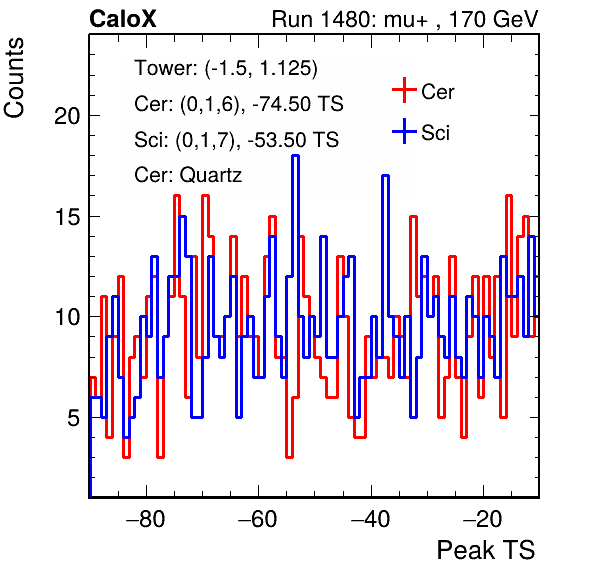 CaloX Run 1480: mu+ , 170 GeV
Counts
Tower: (-1.5, 1.125)
Cer: (0,1,6), -74.50 TS
Sci: (0,1,7), -53.50 TS
Cer: Quartz
Cer
Sci
20
15
10
5
−80 −60 −40 −20
Peak TS